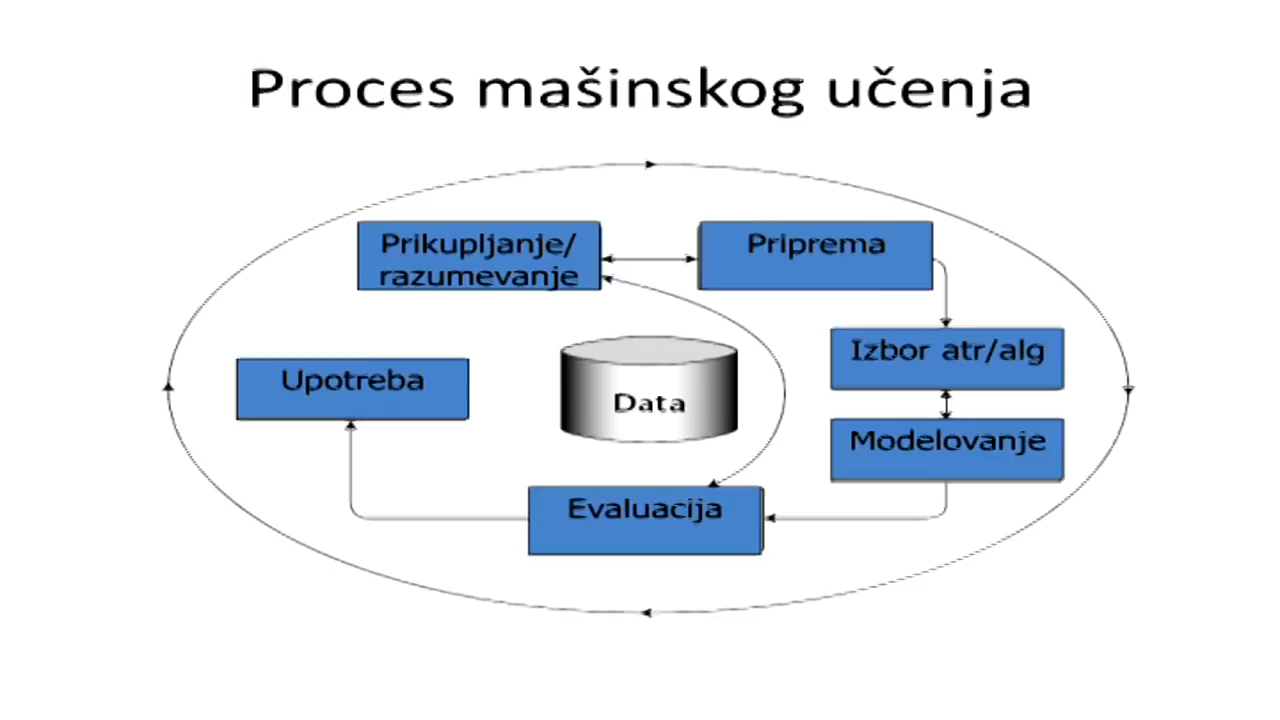 Proces mašinskog učenja
Prikupljanje/
razumevanje
Priprema
Izbor atr/alg
Upotreba
Data
Modelovanje
Evaluacija